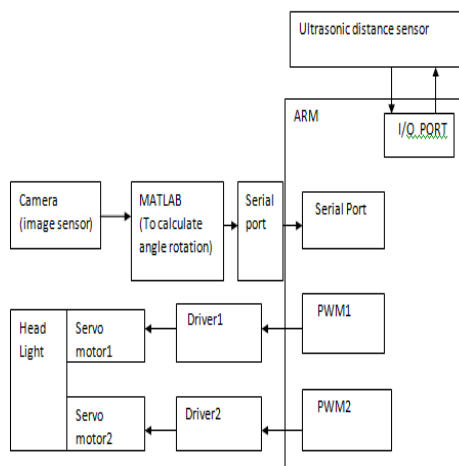 Ultrasonic distance sensor
ARM
I/O PORT
Camera
(image sensor)
MATLAB
(To calculate
angle rotation)
Serial
port
Serial Port
Head
Light
Servo
motor1
Driver1
PWM1
Servo
motor2
Driver2
PWM2